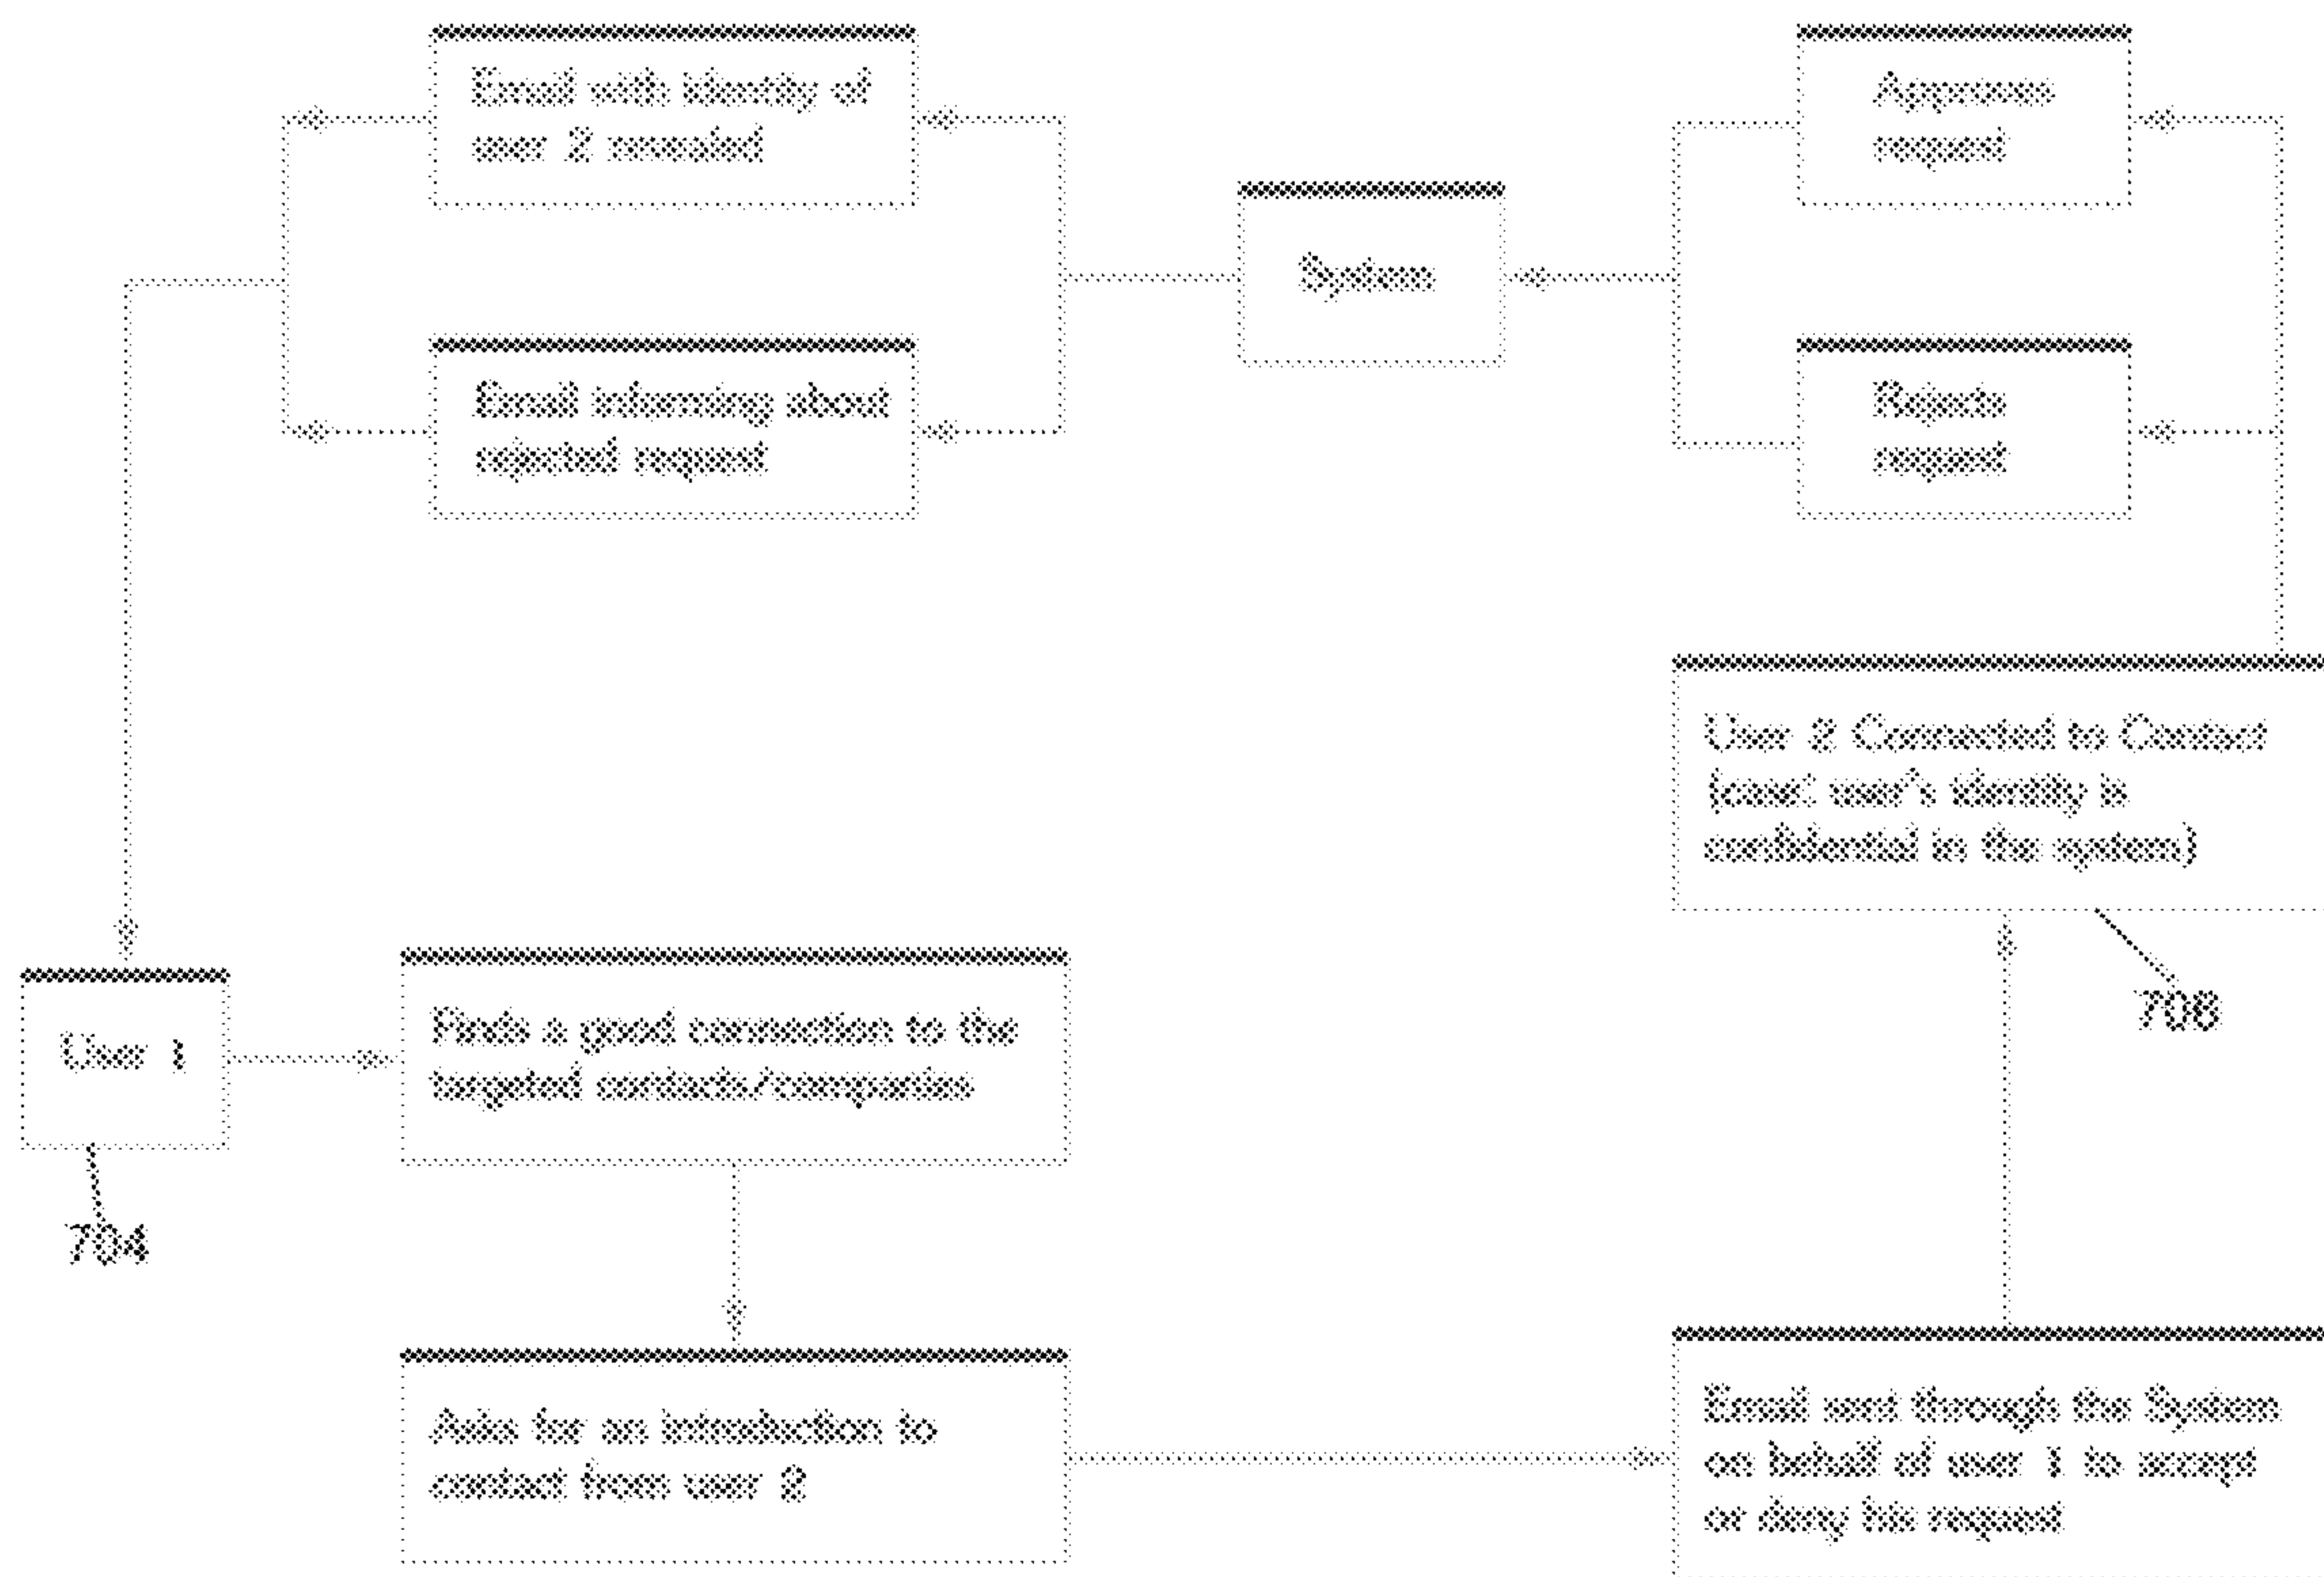 Email with identity of
user 2 revealed
Approves
request
System
Email informing about
rejected request
Rejects
request
User 2 Connected to Contact
identity is
confidential in the system)
708
User 1
704
Finds a good connection to the
targeted contacts/companies
Asks for an introduction to
contact from user 2
Email sent through the System
on behalf of user 1 to accept
or deny his request